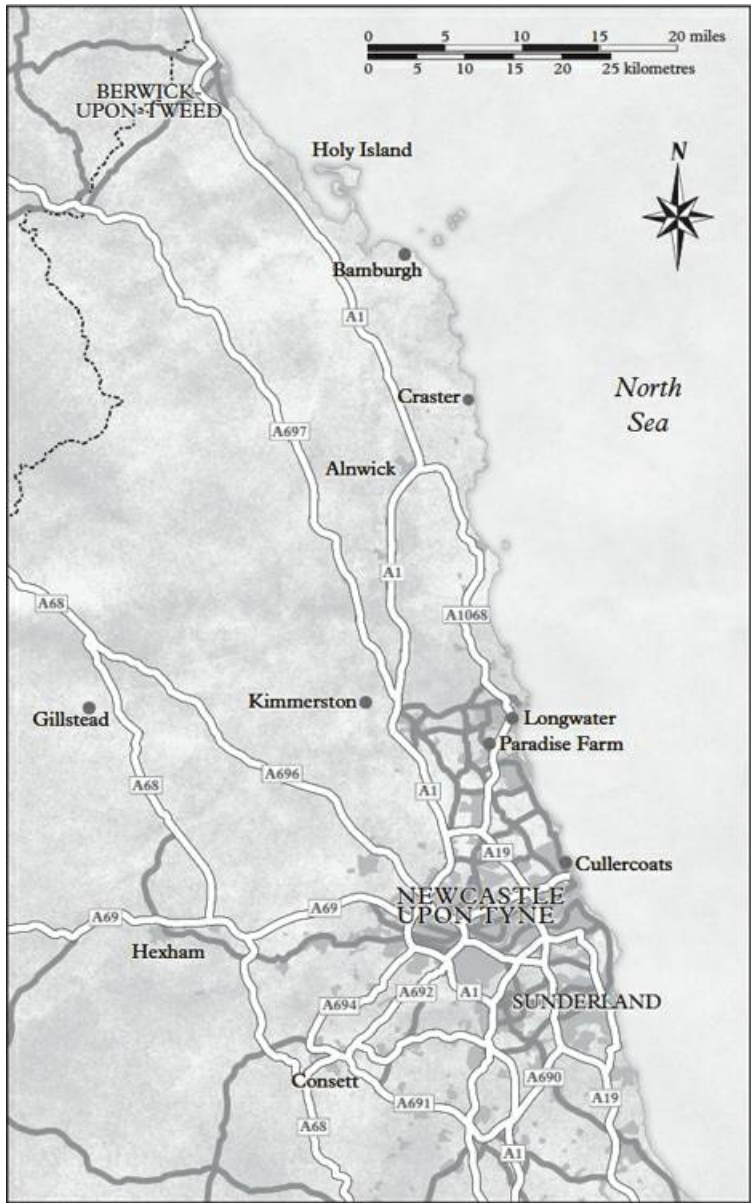 0 5 10 15 20 miles
0 5 10 15 20 25 kilometres
BERWICK-
UPON-TWEED
Holy Island
N
Bamburgh
A1
Craster
North
Sea
A697
Alnwick
A1
A68
A1068
Kimmerston
Gillstead
Longwater
Paradise Farm
A696
A68
A1
A19
Cullercoats
NEWCASTLE
UPON TYNE
A69
A69
Hexham
A694
A692
A1
SUNDERLAND
Consett
A690
A691
A19
A68
A1